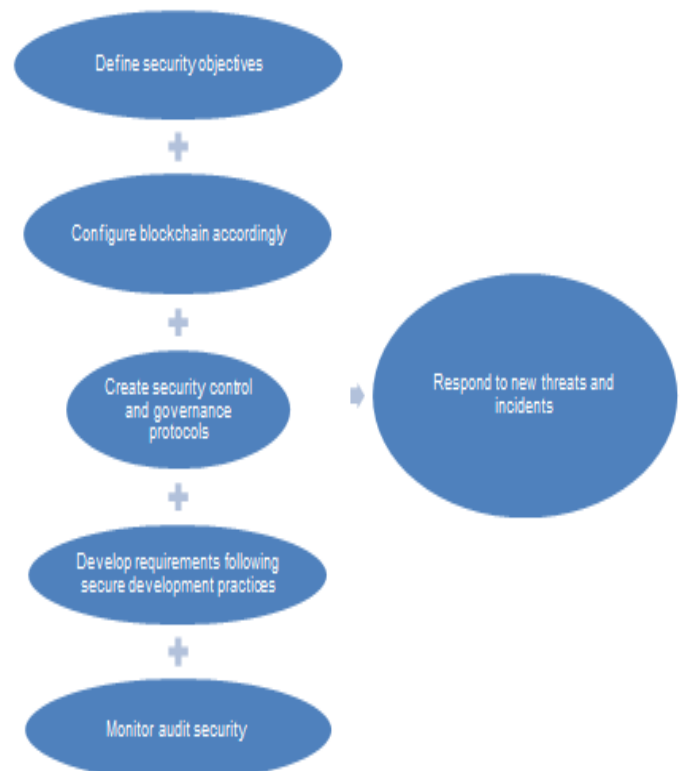 Define security objectives
Configure blockchain accordingly
Create security control
and governance
protocols
Respond to new threats and
incidents
Develop requirements following
secure development practices
Monitor audit security